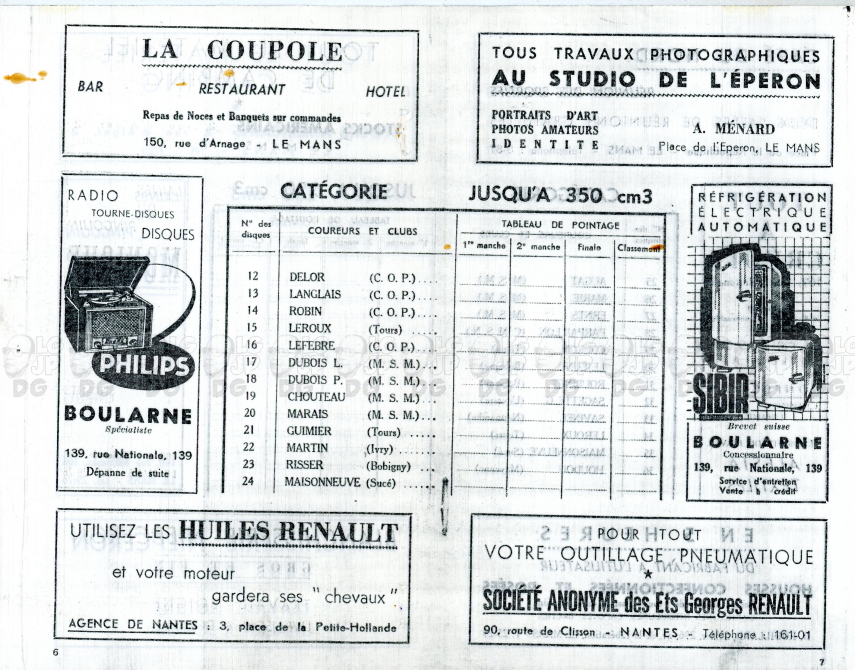 LA COUPOLE
BAR RESTAURANT HOTEL
Repas de Noces et Banquets sur commandes
150, rue d'Arnage - LE MANS
TOUS TRAVAUX PHOTOGRAPHIQUES
AU STUDIO DE L'ÉPERON
PORTRAITS D'ART
PHOTOS AMATEURS
IDENTITE
A. MÉNARD
Place de l'Eperon, LE MANS
RADIO
TOURNE-DISQUES
DISQUES
PHILIPS
BOULARNE
Spécialiste
139, rue Nationale, 139
Dépanne de suite
CATÉGORIE JUSQU'A 350 cm3
N° des disques COUREURS ET CLUBS TABLEAU DE POINTAGE
1re manche 2e manche Finale Classement
12 DELOR (C. O. P.)....
13 LANGLAIS (C. O. P.)....
14 ROBIN (C. O. P.)....
15 LEROUX (Tours) .....
16 LEFEBRE (C. O. P.)....
17 DUBOIS L. (M. S. M.)...
18 DUBOIS P. (M. S. M.)...
19 CHOUTEAU (M. S. M.)...
20 MARAIS (M. S. M.)...
21 GUIMIER (Tours) .....
22 MARTIN (Ivry) .....
23 RISSER (Bobigny) ....
24 MAISONNEUVE (Sucé) .....
RÉFRIGÉRATION
ÉLECTRIQUE
AUTOMATIQUE
SIBIR
Brevet suisse
BOULARNE
Concessionnaire
139, rue Nationale, 139
Service d'entretien
Vente à crédit
UTILISEZ LES HUILES RENAULT
et votre moteur
gardera ses "chevaux"
AGENCE DE NANTES : 3, place de la Petite-Hollande
POUR TOUT
VOTRE OUTILLAGE PNEUMATIQUE
SOCIÉTÉ ANONYME des Ets Georges RENAULT
90, route de Clisson - NANTES - Téléphone : 161-01
6
7